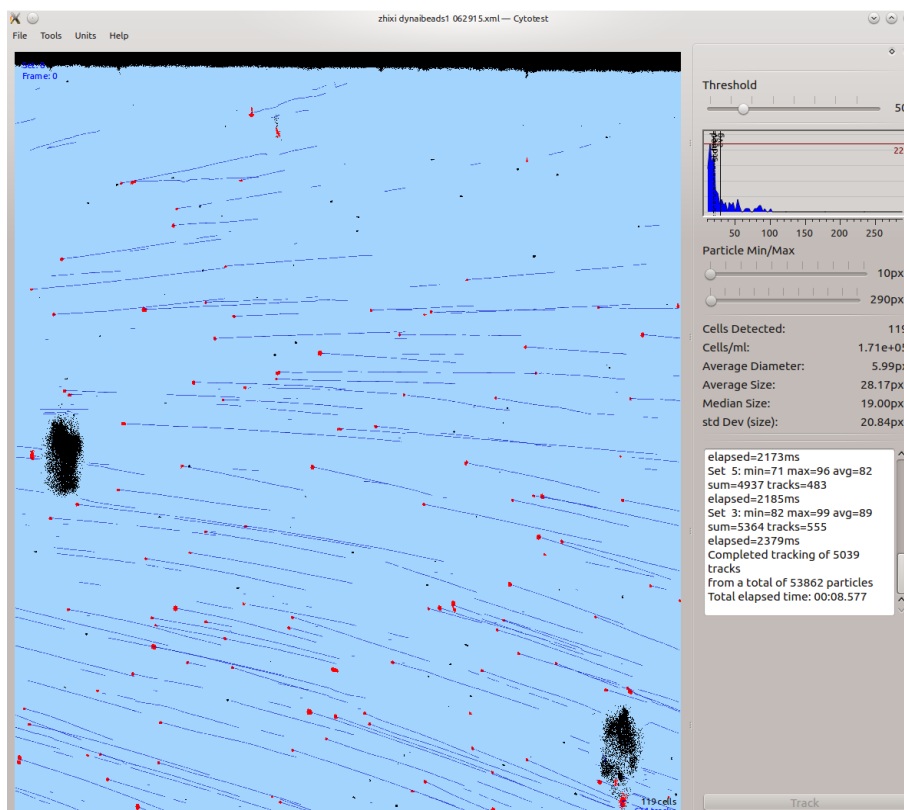 zhixi dynaibeads1 062915.xml — Cytotest
File Tools Units Help
Frame: 0
119 cells
Threshold
50
22
50 100 150 200 250
Particle Min/Max
10px
290px
Cells Detected: 119
Cells/ml: 1.71e+05
Average Diameter: 5.99px
Average Size: 28.17px
Median Size: 19.00px
std Dev (size): 20.84px
elapsed=2173ms
Set 5: min=71 max=96 avg=82
sum=4937 tracks=483
elapsed=2185ms
Set 3: min=82 max=99 avg=89
sum=5364 tracks=555
elapsed=2379ms
Completed tracking of 5039
tracks
from a total of 53862 particles
Total elapsed time: 00:08.577
Track